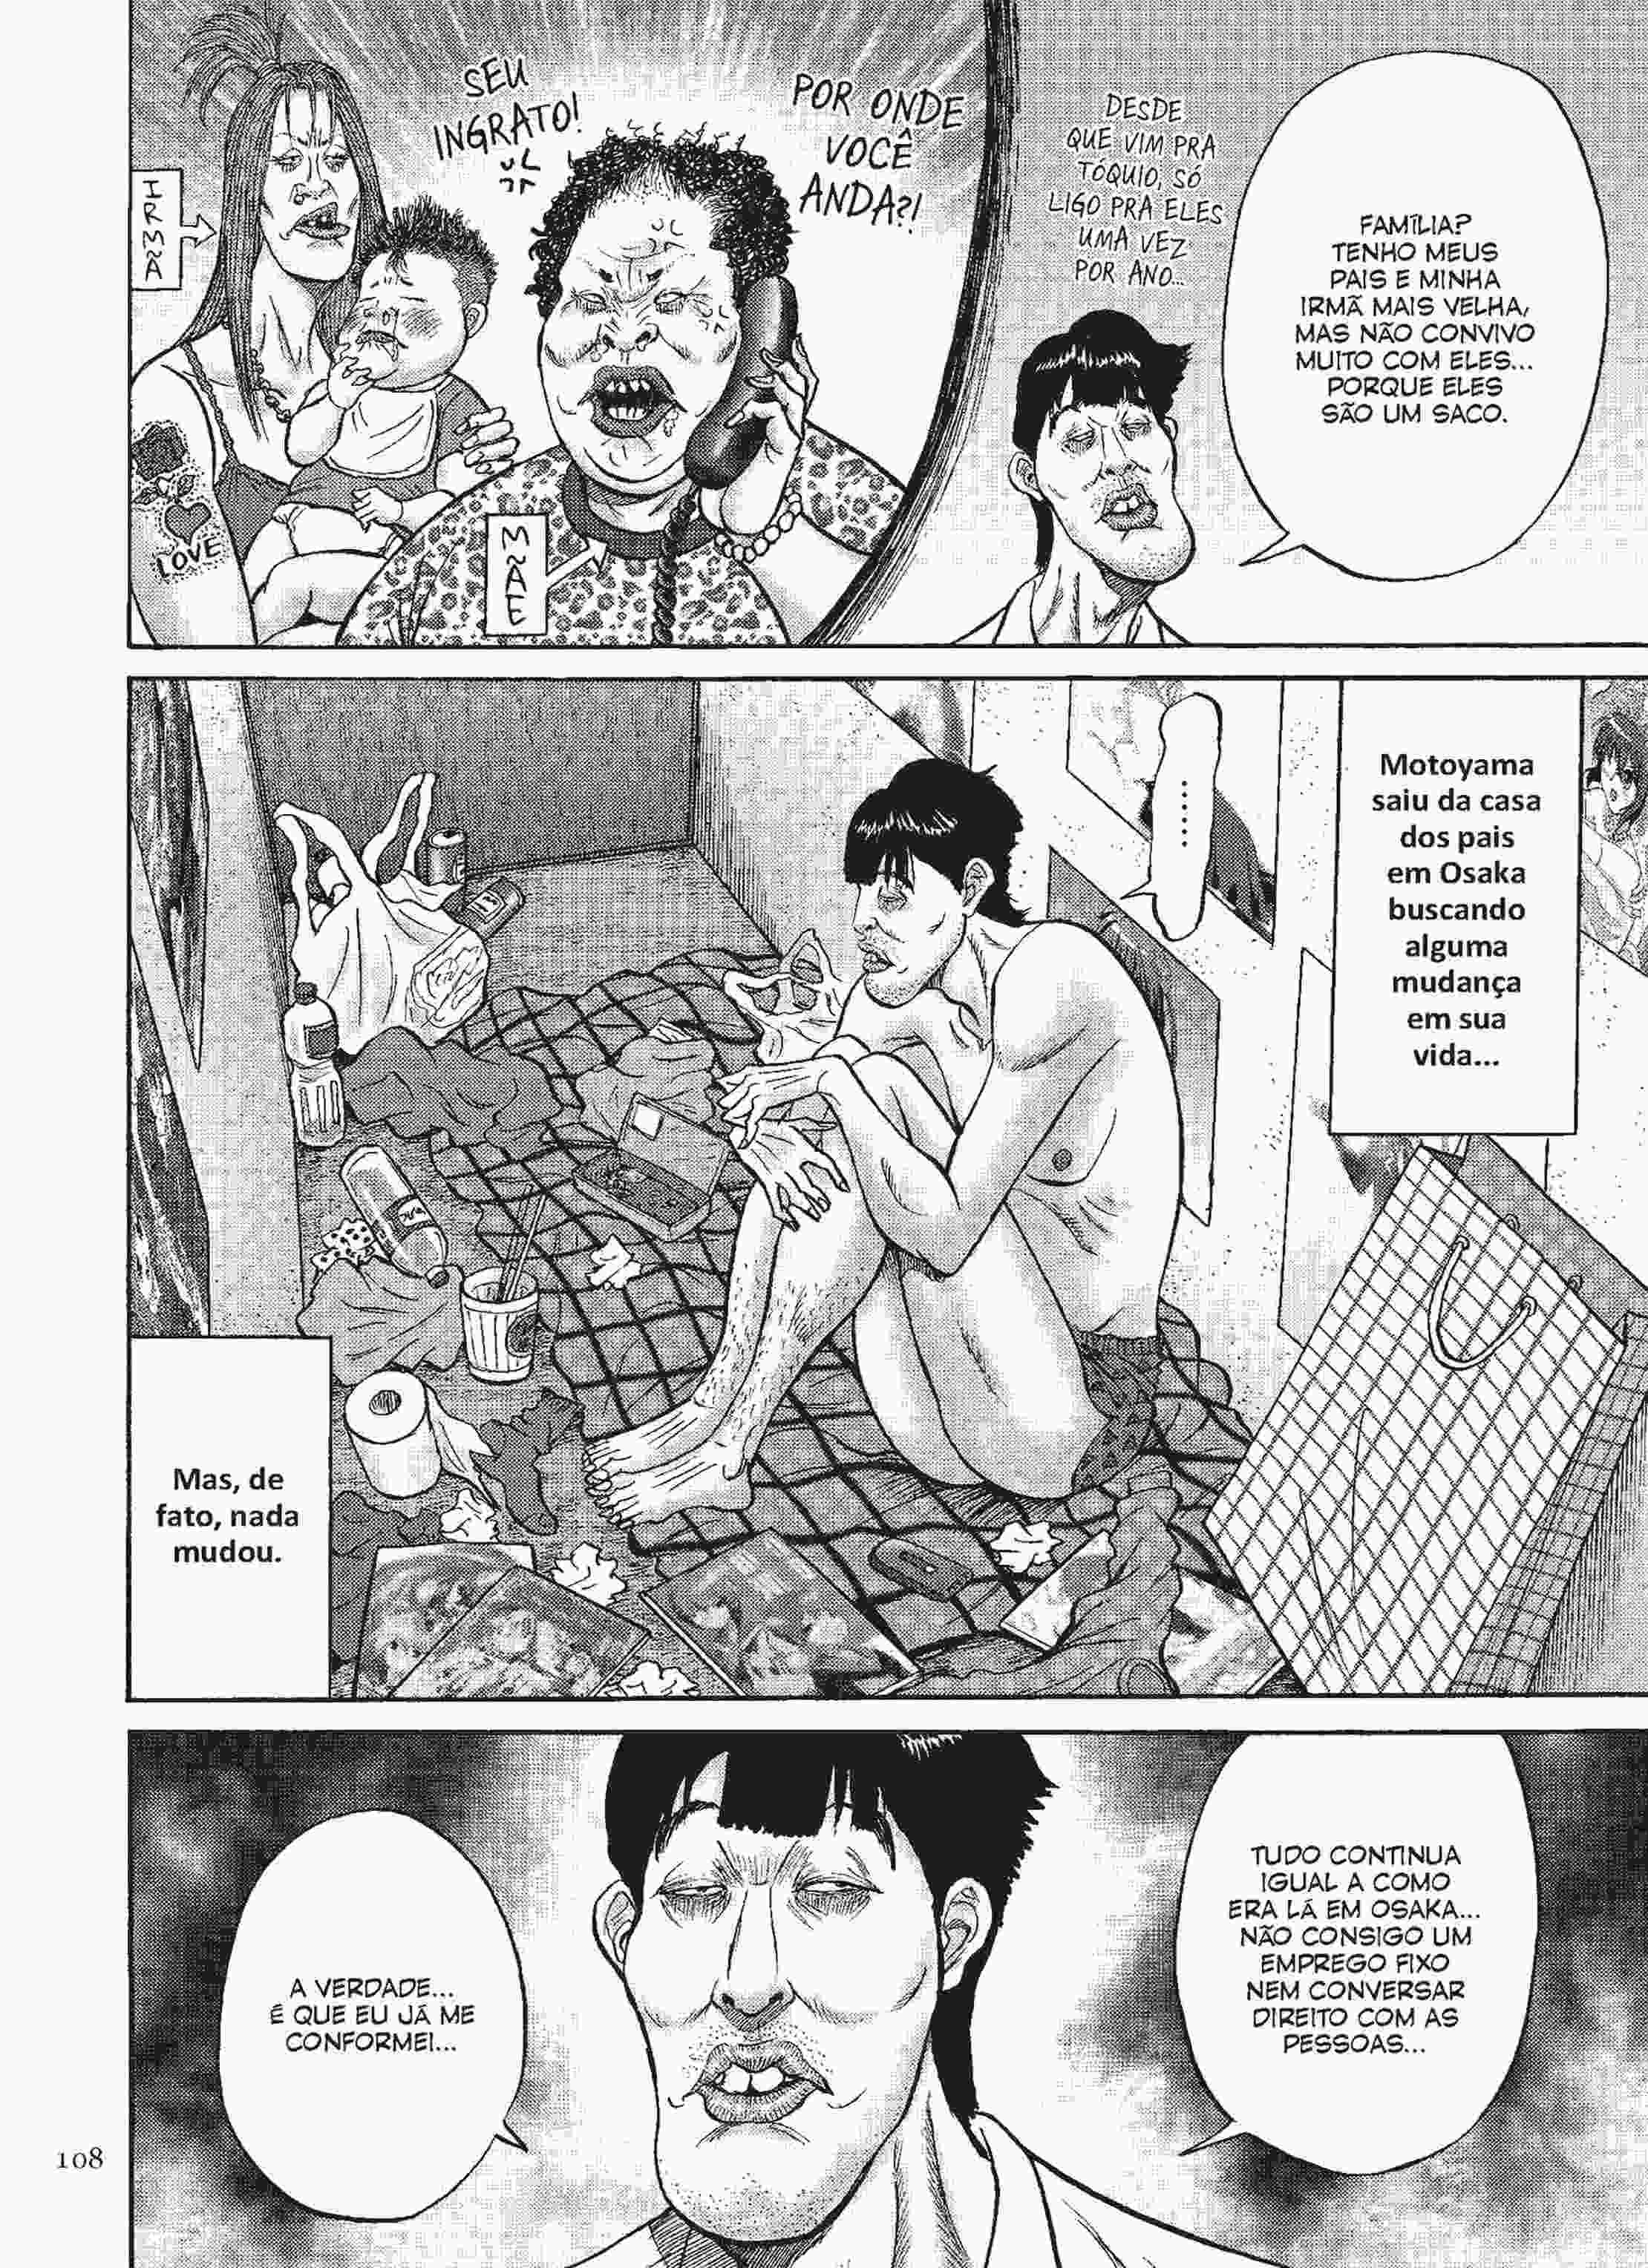 FAMÍLIA?
TENHO MEUS
PAIS E MINHA
IRMÃ MAIS VELHA,
MAS NÃO CONVIVO
MUITO COM ELES...
PORQUE ELES
SÃO UM SACO.
DESDE
QUE VIM PRA
TÓQUIO, SÓ
LIGO PRA ELES
UMA VEZ
POR ANO...
POR ONDE
VOCÊ
ANDA?!
SEU
INGRATO!
MÃE
IRMÃ
LOVE
Motoyama
saiu da casa
dos pais
em Osaka
buscando
alguma
mudança
em sua
vida...
......
Mas, de
fato, nada
mudou.
TUDO CONTINUA
IGUAL A COMO
ERA LÁ EM OSAKA...
NÃO CONSIGO UM
EMPREGO FIXO
NEM CONVERSAR
DIREITO COM AS
PESSOAS...
A VERDADE...
É QUE EU JÁ ME
CONFORMEI...
108